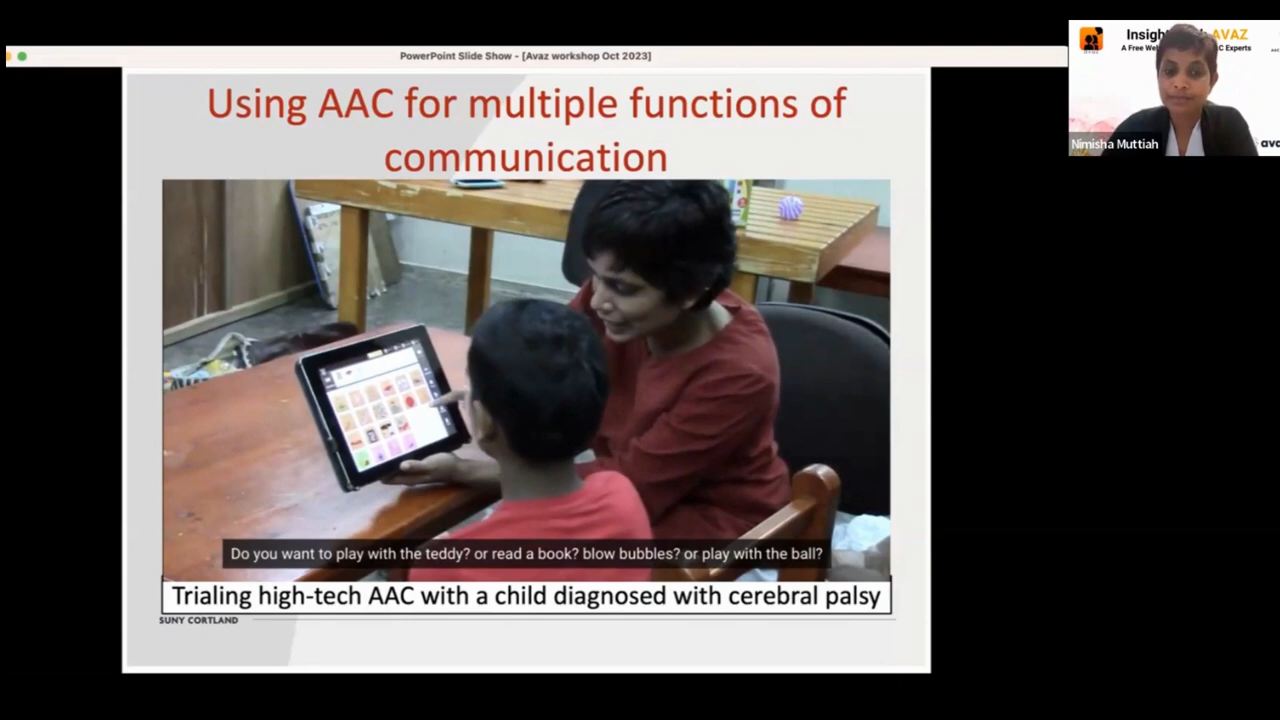 PowerPoint Slide Show - [Avaz workshop Oct 2023]
Using AAC for multiple functions of
communication
Do you want to play with the teddy? or read a book? blow bubbles? or play with the ball?
Trialing high-tech AAC with a child diagnosed with cerebral palsy
SUNY CORTLAND
AVAZ
A Free
Experts
Nimisha Muttiah